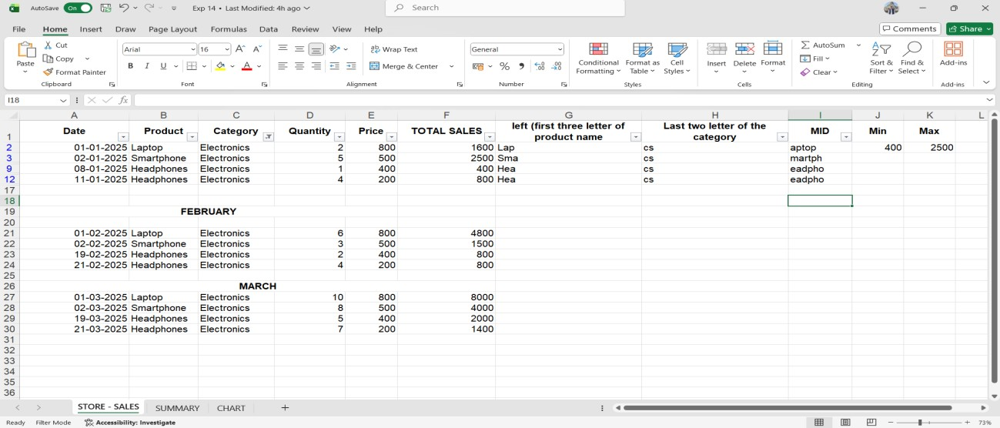 AutoSave On Exp 14 • Last Modified: 4h ago Search
File Home Insert Draw Page Layout Formulas Data Review View Help Comments Share
Paste Cut Copy Format Painter
Clipboard
Arial 16 A A
B I U A
Font
Wrap Text
Merge & Center
Alignment
General
%
Number
Conditional Formatting Format as Table Cell Styles
Styles
Insert Delete Format
Cells
AutoSum
Fill
Clear
Sort & Filter Find & Select
Editing
Add-ins
Add-ins
I18 fx
A B C D E F G H I J K L
1 Date Product Category Quantity Price TOTAL SALES left (first three letter of product name Last two letter of the category MID Min Max
2 01-01-2025 Laptop Electronics 2 800 1600 Lap cs aptop 400 2500
3 02-01-2025 Smartphone Electronics 5 500 2500 Sma cs martph
9 08-01-2025 Headphones Electronics 1 400 400 Hea cs eadpho
12 11-01-2025 Headphones Electronics 4 200 800 Hea cs eadpho
17
18
19 FEBRUARY
20
21 01-02-2025 Laptop Electronics 6 800 4800
22 02-02-2025 Smartphone Electronics 3 500 1500
23 19-02-2025 Headphones Electronics 2 400 800
24 21-02-2025 Headphones Electronics 4 200 800
25
26 MARCH
27 01-03-2025 Laptop Electronics 10 800 8000
28 02-03-2025 Smartphone Electronics 8 500 4000
29 19-03-2025 Headphones Electronics 5 400 2000
30 21-03-2025 Headphones Electronics 7 200 1400
31
32
33
34
35
36
STORE - SALES SUMMARY CHART +
Ready Filter Mode Accessibility: Investigate 73%